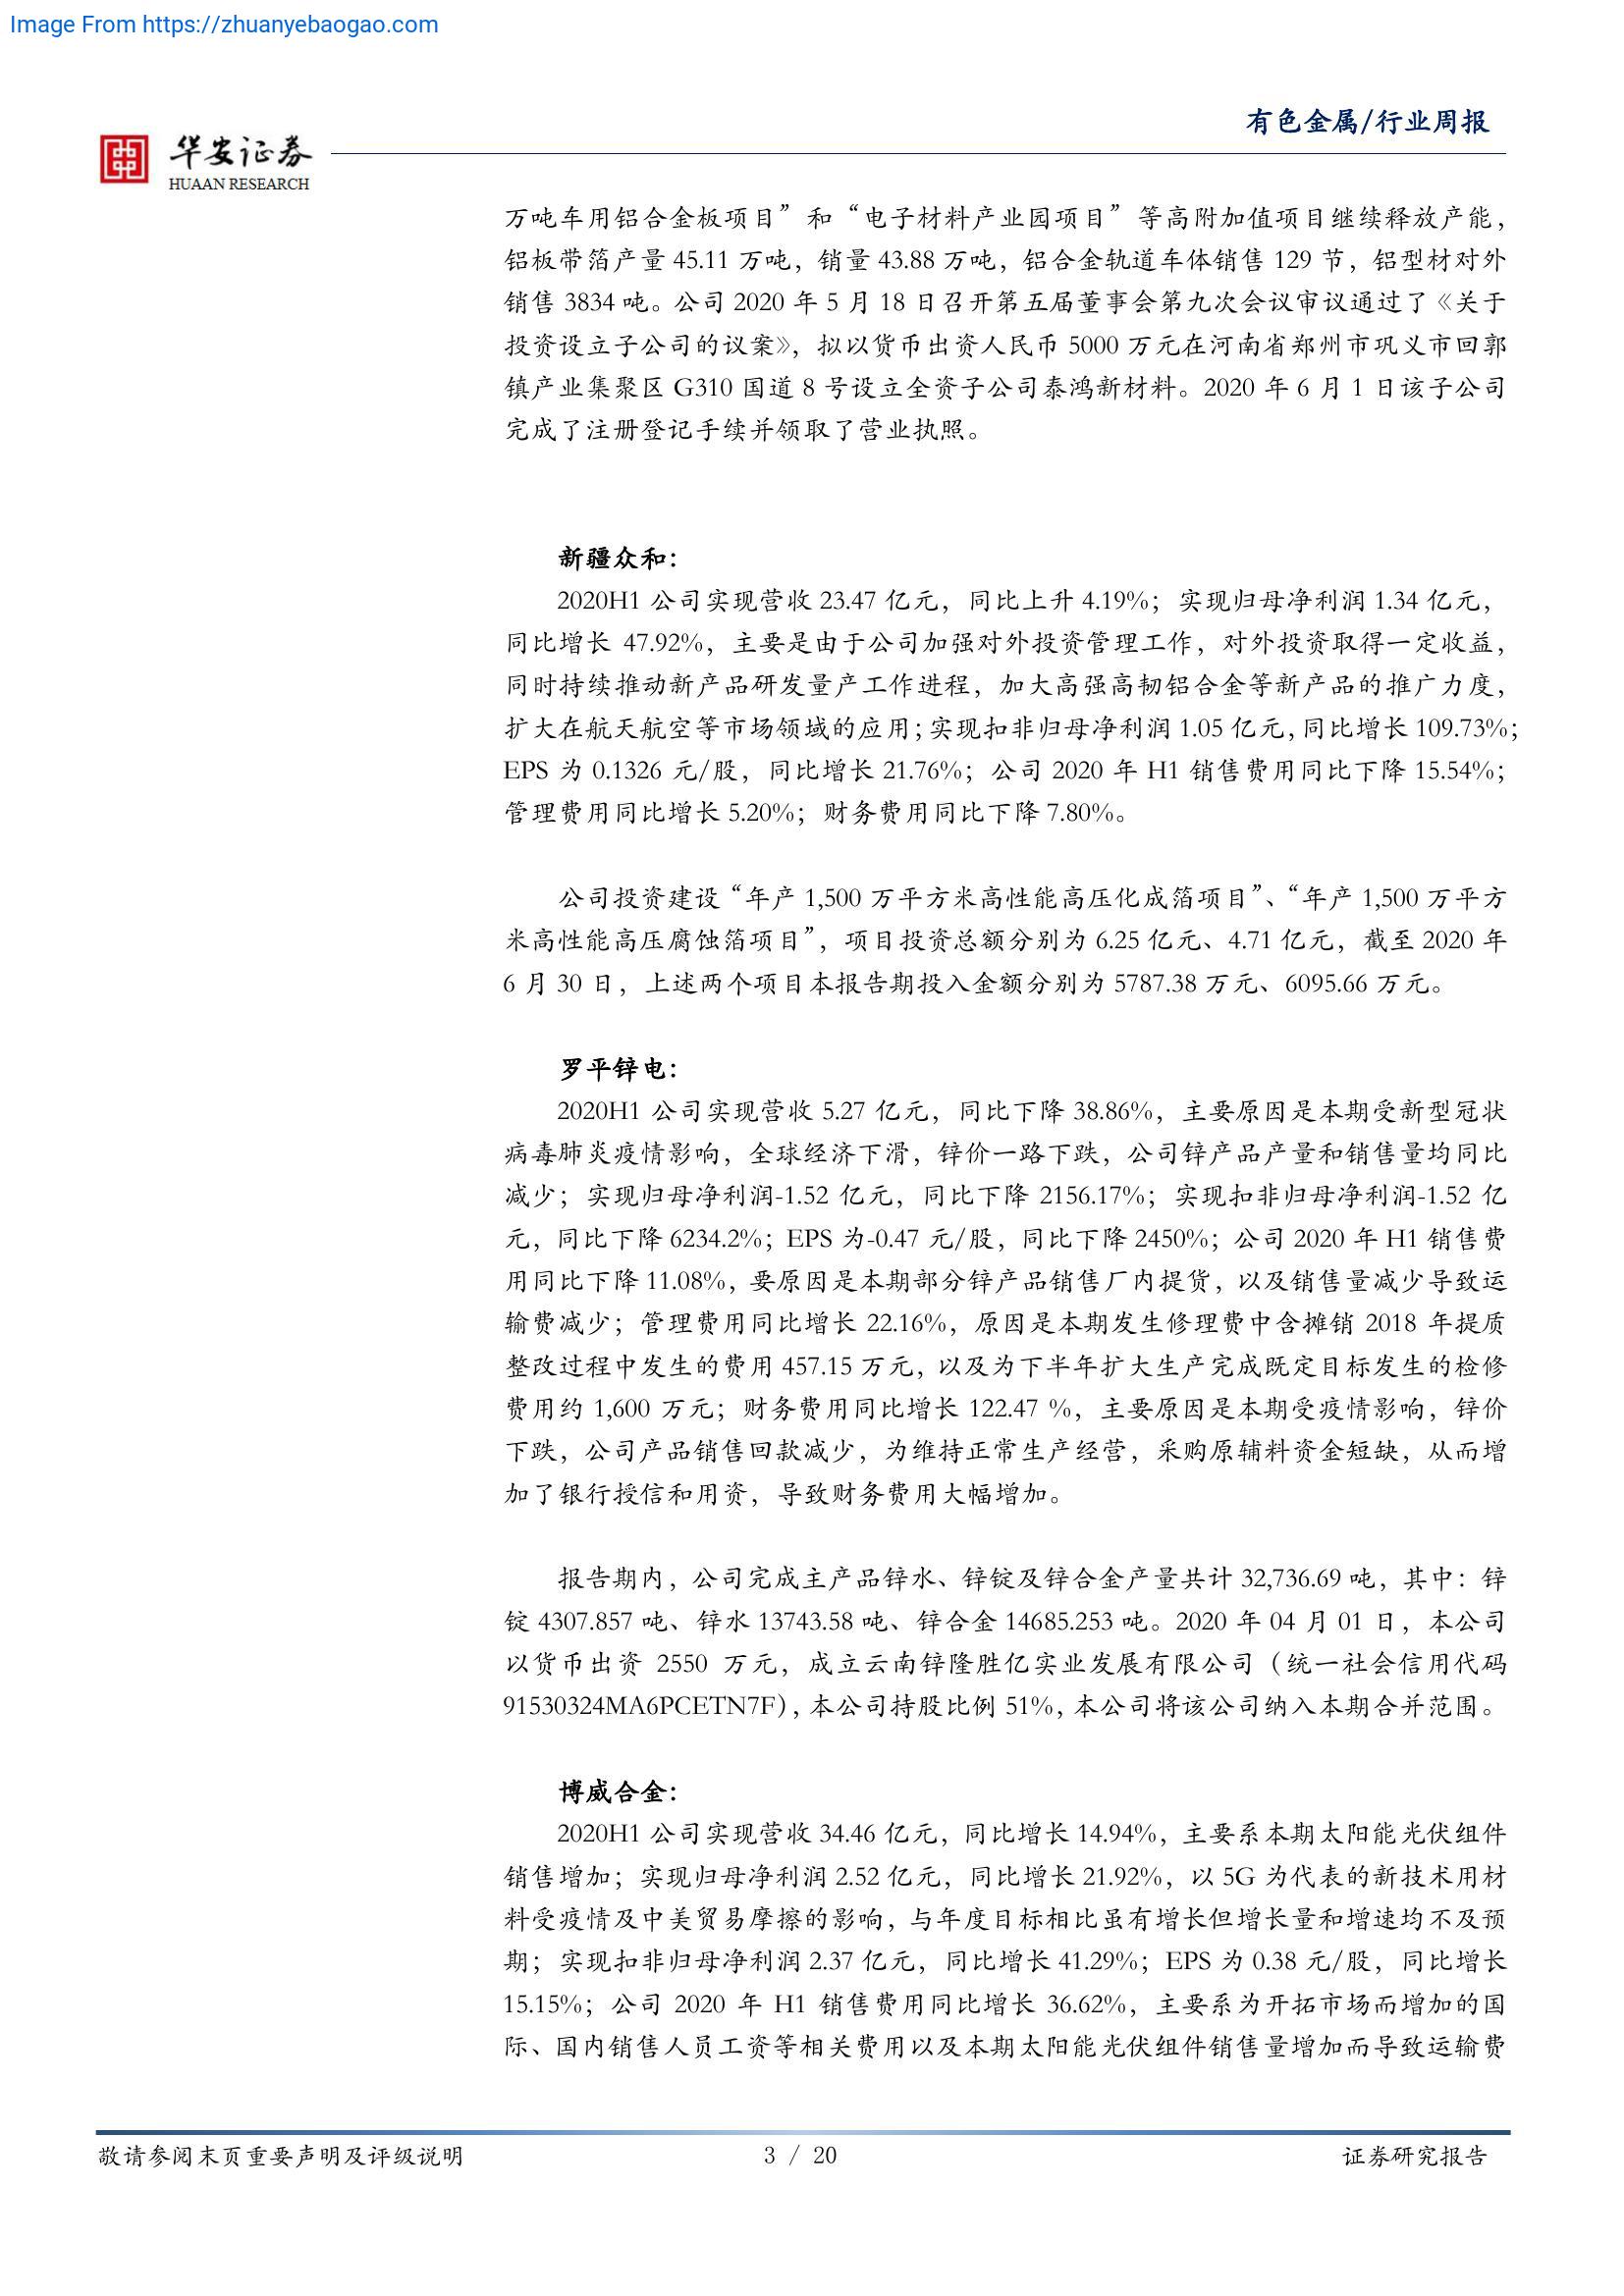 Image From https://zhuanyebaogao.com
有色金属/行业周报
华安证券
HUAAN RESEARCH
万吨车用铝合金板项目”和“电子材料产业园项目”等高附加值项目继续释放产能，
铝板带箔产量 45.11 万吨，销量 43.88 万吨，铝合金轨道车体销售 129 节，铝型材对外
销售 3834 吨。公司 2020 年 5 月 18 日召开第五届董事会第九次会议审议通过了《关于
投资设立子公司的议案》，拟以货币出资人民币 5000 万元在河南省郑州市巩义市回郭
镇产业集聚区 G310 国道 8 号设立全资子公司泰鸿新材料。2020 年 6 月 1 日该子公司
完成了注册登记手续并领取了营业执照。
新疆众和：
2020H1 公司实现营收 23.47 亿元，同比上升 4.19%；实现归母净利润 1.34 亿元，
同比增长 47.92%，主要是由于公司加强对外投资管理工作，对外投资取得一定收益，
同时持续推动新产品研发量产工作进程，加大高强高韧铝合金等新产品的推广力度，
扩大在航天航空等市场领域的应用；实现扣非归母净利润 1.05 亿元，同比增长 109.73%；
EPS 为 0.1326 元/股，同比增长 21.76%；公司 2020 年 H1 销售费用同比下降 15.54%；
管理费用同比增长 5.20%；财务费用同比下降 7.80%。
公司投资建设“年产 1,500 万平方米高性能高压化成箔项目”、“年产 1,500 万平方
米高性能高压腐蚀箔项目”，项目投资总额分别为 6.25 亿元、4.71 亿元，截至 2020 年
6 月 30 日，上述两个项目本报告期投入金额分别为 5787.38 万元、6095.66 万元。
罗平锌电：
2020H1 公司实现营收 5.27 亿元，同比下降 38.86%，主要原因是本期受新型冠状
病毒肺炎疫情影响，全球经济下滑，锌价一路下跌，公司锌产品产量和销售量均同比
减少；实现归母净利润-1.52 亿元，同比下降 2156.17%；实现扣非归母净利润-1.52 亿
元，同比下降 6234.2%；EPS 为-0.47 元/股，同比下降 2450%；公司 2020 年 H1 销售费
用同比下降 11.08%，要原因是本期部分锌产品销售厂内提货，以及销售量减少导致运
输费减少；管理费用同比增长 22.16%，原因是本期发生修理费中含摊销 2018 年提质
整改过程中发生的费用 457.15 万元，以及为下半年扩大生产完成既定目标发生的检修
费用约 1,600 万元；财务费用同比增长 122.47 %，主要原因是本期受疫情影响，锌价
下跌，公司产品销售回款减少，为维持正常生产经营，采购原辅料资金短缺，从而增
加了银行授信和用资，导致财务费用大幅增加。
报告期内，公司完成主产品锌水、锌锭及锌合金产量共计 32,736.69 吨，其中：锌
锭 4307.857 吨、锌水 13743.58 吨、锌合金 14685.253 吨。2020 年 04 月 01 日，本公司
以货币出资 2550 万元，成立云南锌隆胜亿实业发展有限公司（统一社会信用代码
91530324MA6PCETN7F），本公司持股比例 51%，本公司将该公司纳入本期合并范围。
博威合金：
2020H1 公司实现营收 34.46 亿元，同比增长 14.94%，主要系本期太阳能光伏组件
销售增加；实现归母净利润 2.52 亿元，同比增长 21.92%，以 5G 为代表的新技术用材
料受疫情及中美贸易摩擦的影响，与年度目标相比虽有增长但增长量和增速均不及预
期；实现扣非归母净利润 2.37 亿元，同比增长 41.29%；EPS 为 0.38 元/股，同比增长
15.15%；公司 2020 年 H1 销售费用同比增长 36.62%，主要系为开拓市场而增加的国
际、国内销售人员工资等相关费用以及本期太阳能光伏组件销售量增加而导致运输费
敬请参阅末页重要声明及评级说明
3 / 20
证券研究报告